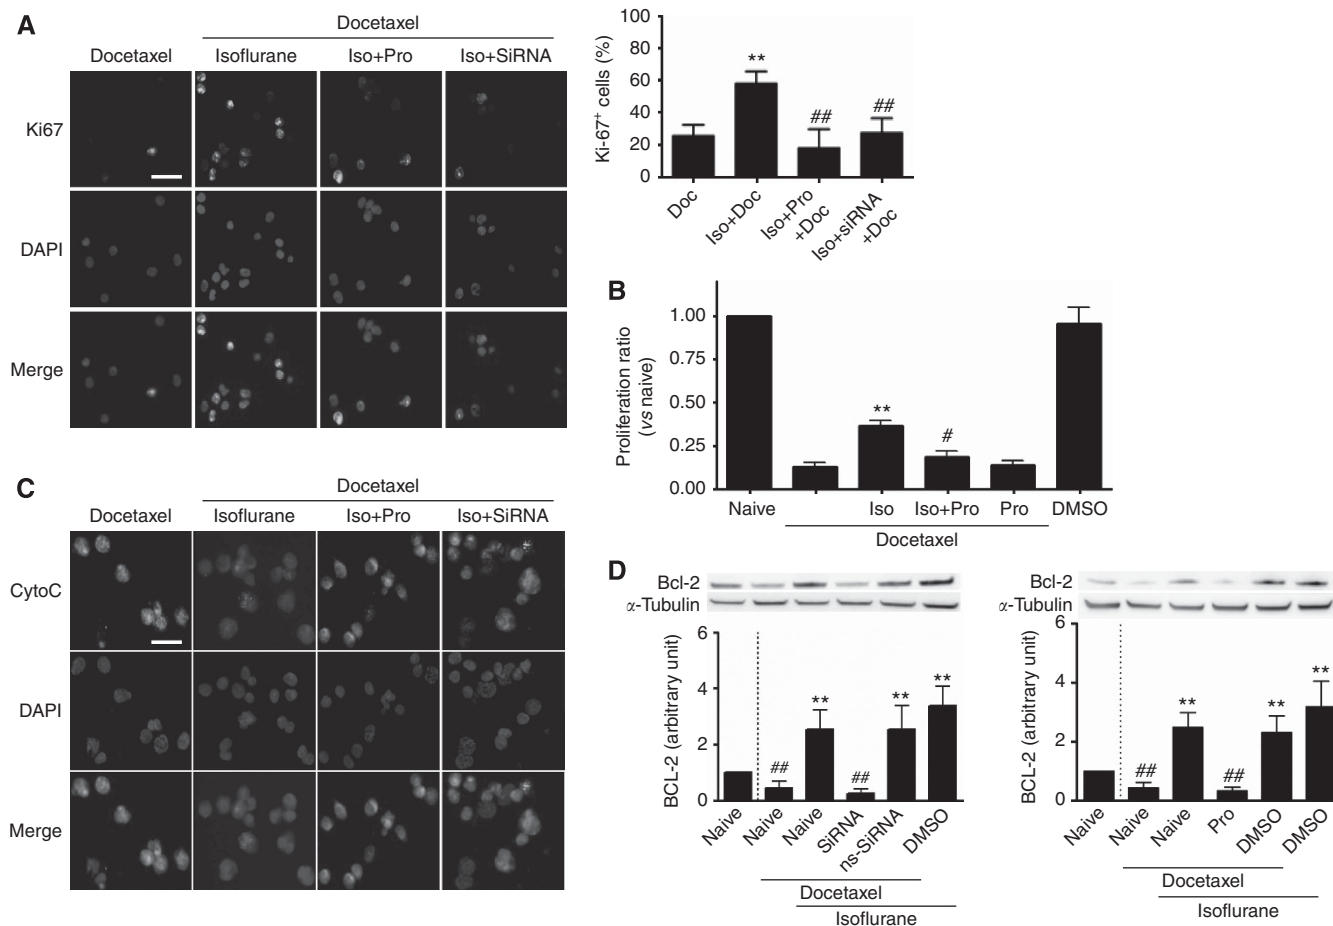 A
Docetaxel
Docetaxel
Isoflurane
Iso+Pro
Iso+SiRNA
Ki67
DAPI
Merge
Ki-67+ cells (%)
100
80
60
40
20
0
**
##
##
Doc
Iso+Doc
Iso+Pro
+Doc
Iso+siRNA
+Doc
B
Proliferation ratio
(vs naive)
1.00
0.75
0.50
0.25
0.00
**
#
Naive
Iso
Iso+Pro
Pro
DMSO
Docetaxel
C
Docetaxel
Docetaxel
Isoflurane
Iso+Pro
Iso+SiRNA
CytoC
DAPI
Merge
D
Bcl-2
α-Tubulin
BCL-2 (arbitrary unit)
6
4
2
0
##
**
##
**
**
Naive
Naive
Naive
SiRNA
ns-SiRNA
DMSO
Docetaxel
Isoflurane
Bcl-2
α-Tubulin
BCL-2 (arbitrary unit)
6
4
2
0
##
**
##
**
**
Naive
Naive
Naive
Pro
DMSO
DMSO
Docetaxel
Isoflurane